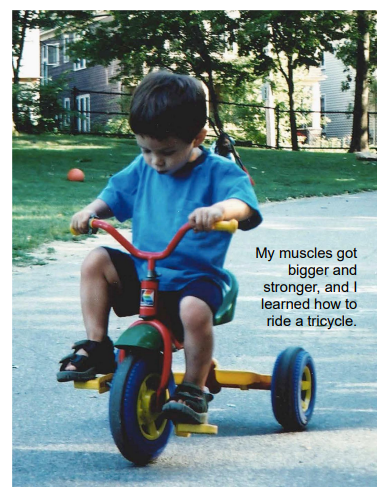 My muscles got
bigger and
stronger, and I
learned how to
ride a tricycle.